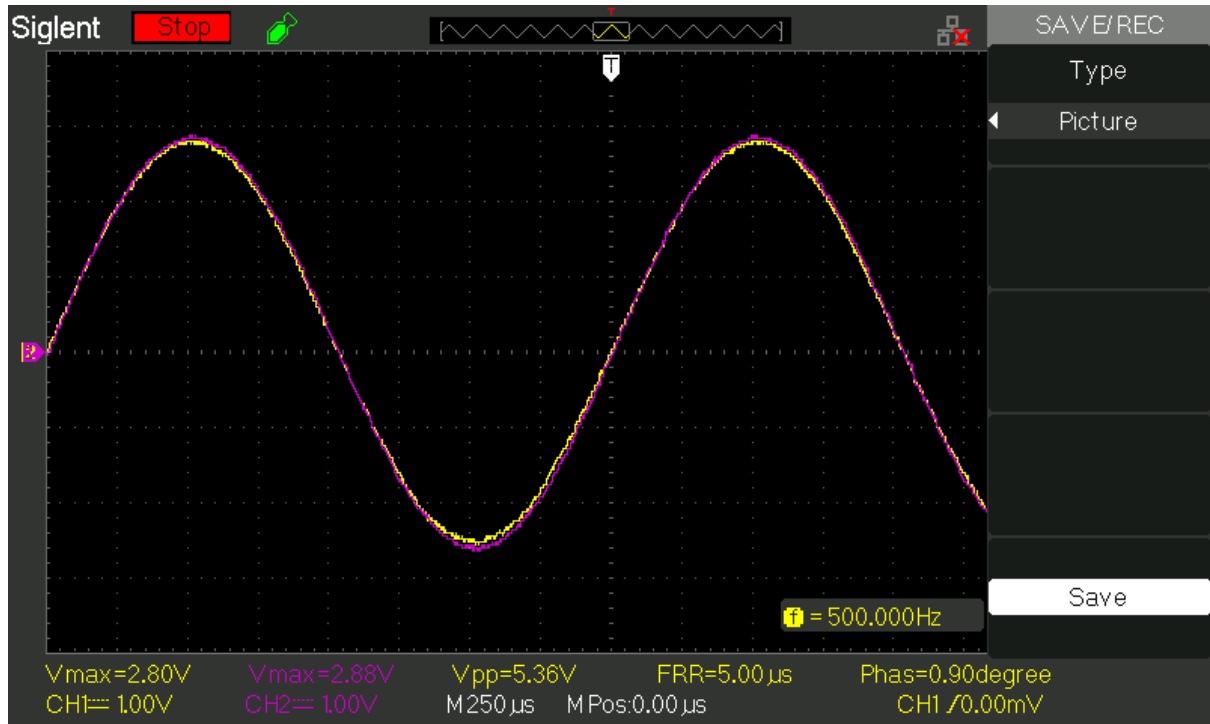 Siglent Stop
T
SAVE/REC
T
Type
Picture
f = 500.000Hz
Save
Vmax=2.80V Vmax=2.88V Vpp=5.36V FRR=5.00µs Phas=0.90degree
CH1⎓ 1.00V CH2⎓ 1.00V M 250µs M Pos:0.00µs CH1 /0.00mV